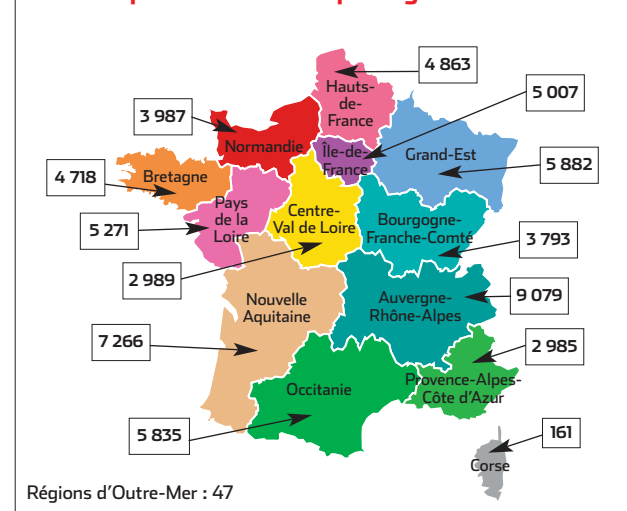 4 863
Hauts-
de-
France
5 007
3 987
Normandie
Île-de-
France
Grand-Est
5 882
4 718
Bretagne
Pays
de la
Loire
5 271
Centre-
Val de Loire
Bourgogne-
Franche-Comté
3 793
2 989
Nouvelle
Aquitaine
Auvergne-
Rhône-Alpes
9 079
7 266
2 985
Occitanie
Provence-Alpes-
Côte d'Azur
5 835
161
Corse
Régions d'Outre-Mer : 47